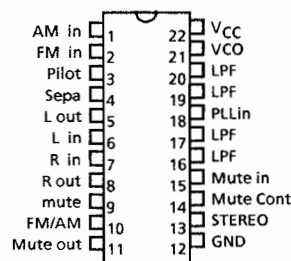 AM in 1 22 VCC
FM in 2 21 VCO
Pilot 3 20 LPF
Sepa 4 19 LPF
L out 5 18 PLLin
L in 6 17 LPF
R in 7 16 LPF
R out 8 15 Mute in
mute 9 14 Mute Cont
FM/AM 10 13 STEREO
Mute out 11 12 GND